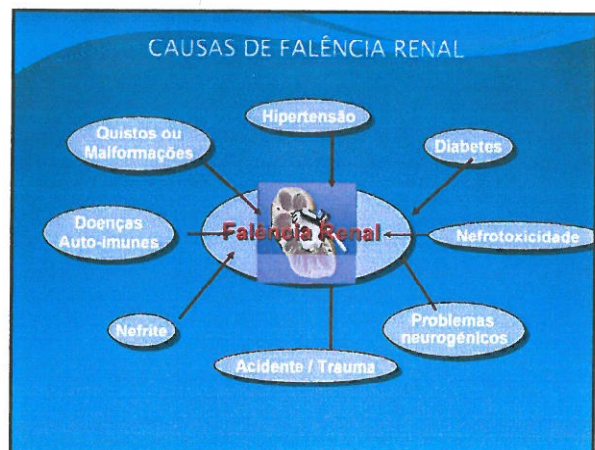 CAUSAS DE FALÊNCIA RENAL
Hipertensão
Quistos ou
Malformações
Diabetes
Doenças
Auto-imunes
Falência Renal
Nefrotoxicidade
Nefrite
Problemas
neurogénicos
Acidente / Trauma